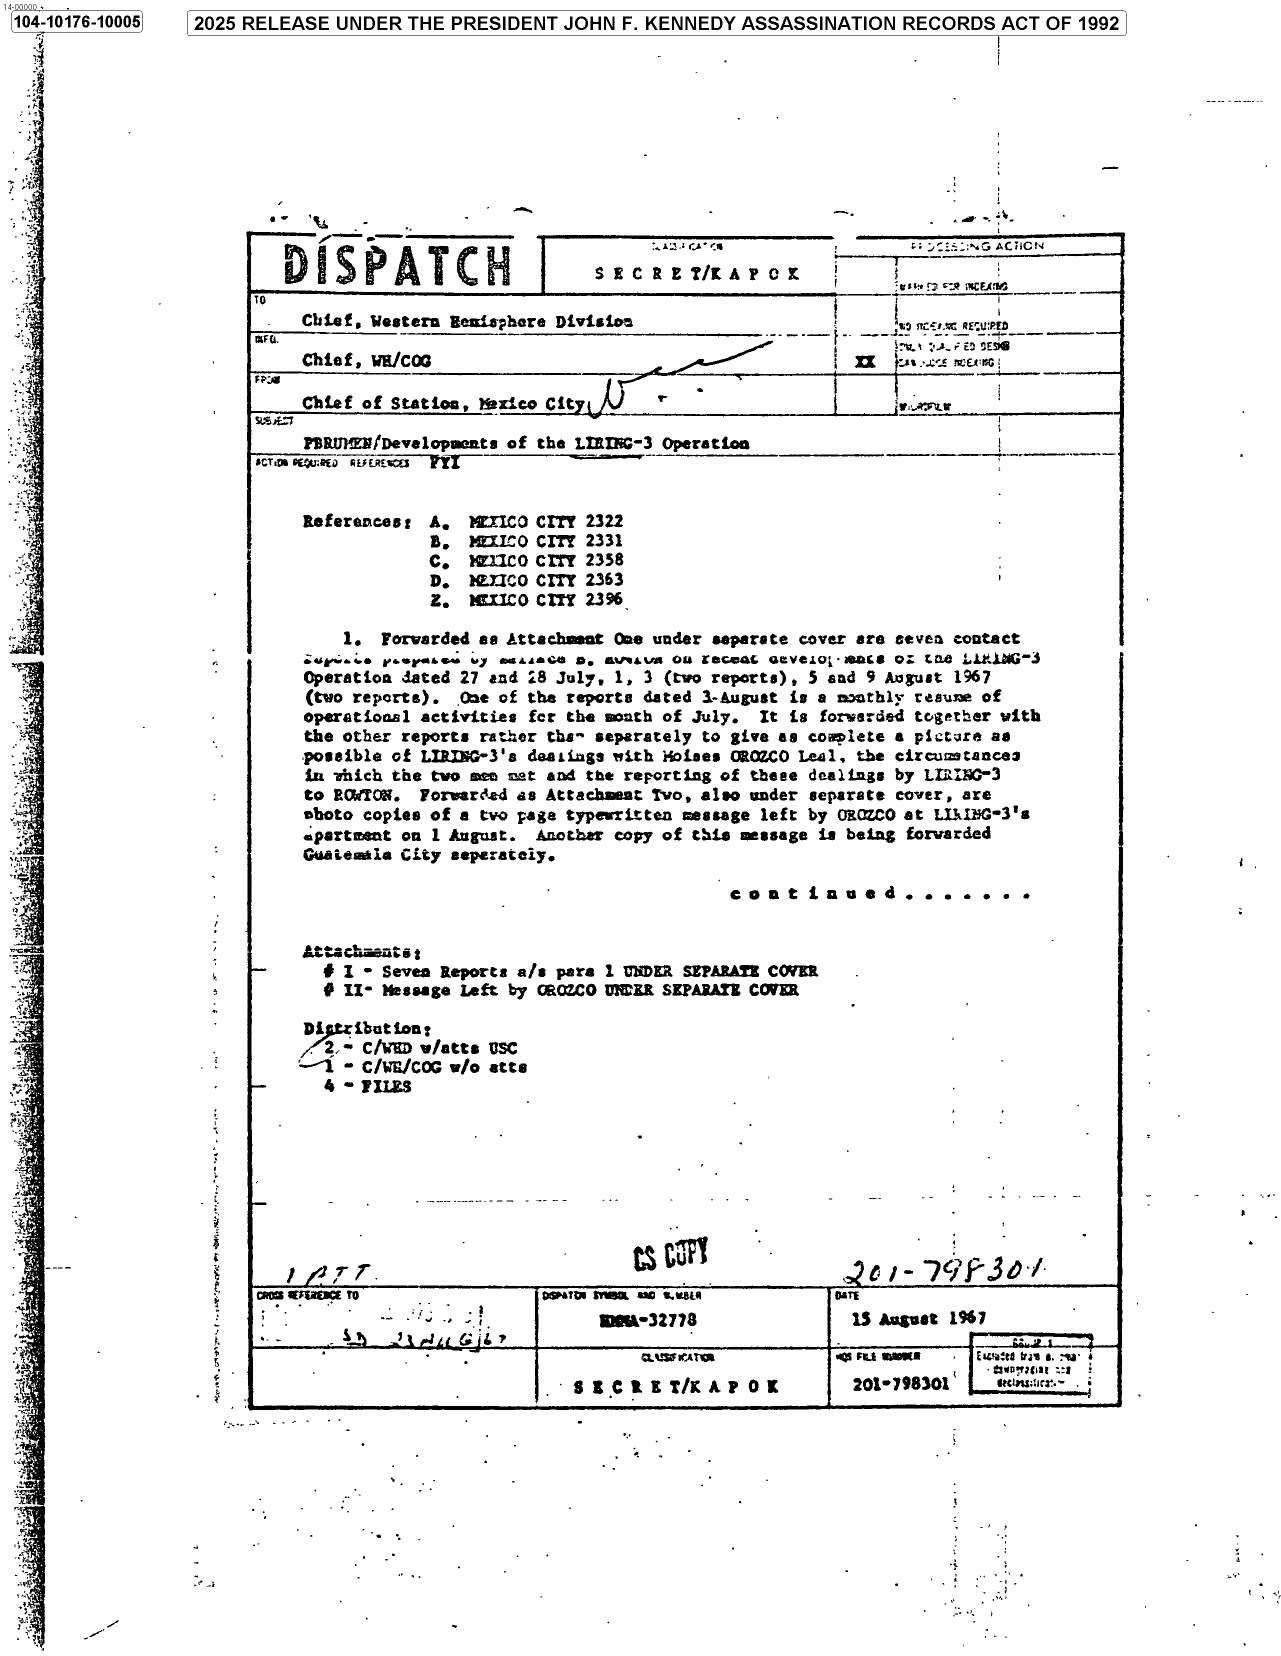 14-00000
104-10176-10005
2025 RELEASE UNDER THE PRESIDENT JOHN F. KENNEDY ASSASSINATION RECORDS ACT OF 1992
DISPATCH
CLASSIFICATION
SECRET/KAPOK
PROCESSING ACTION
MARKED FOR INDEXING
TO
Chief, Western Hemisphere Division
NO INDEXING REQUIRED
INFO.
Chief, WH/COG
XX
ONLY QUALIFIED DESK
CAN JUDGE INDEXING
FROM
Chief of Station, Mexico City
MICROFILM
SUBJECT
PBRUMEN/Developments of the LIRING-3 Operation
ACTION REQUIRED REFERENCES FYI
References: A. MEXICO CITY 2322
B. MEXICO CITY 2331
C. MEXICO CITY 2358
D. MEXICO CITY 2363
Z. MEXICO CITY 2396
1. Forwarded as Attachment One under separate cover are seven contact
reports prepared by on recent developments of the LIRING-3
Operation dated 27 and 28 July, 1, 3 (two reports), 5 and 9 August 1967
(two reports). One of the reports dated 3 August is a monthly resume of
operational activities for the month of July. It is forwarded together with
the other reports rather than separately to give as complete a picture as
possible of LIRING-3's dealings with Moises OROZCO Leal, the circumstances
in which the two men met and the reporting of these dealings by LIRING-3
to ROWTON. Forwarded as Attachment Two, also under separate cover, are
photo copies of a two page typewritten message left by OROZCO at LIRING-3's
apartment on 1 August. Another copy of this message is being forwarded
Guatemala City seperately.
continued.......
Attachments:
# I - Seven Reports a/s para 1 UNDER SEPARATE COVER
# II- Message Left by OROZCO UNDER SEPARATE COVER
Distribution:
2 - C/WHD w/atts USC
1 - C/WH/COG w/o atts
4 - FILES
CS COPY
1 ATT.
201-798301
CROSS REFERENCE TO
DISPATCH SYMBOL AND NUMBER
DATE
HMMA-32778
15 August 1967
23 AUG 67
CLASSIFICATION
HQS FILE NUMBER
GROUP 1
Excluded from automatic
downgrading and
declassification
SECRET/KAPOK
201-798301